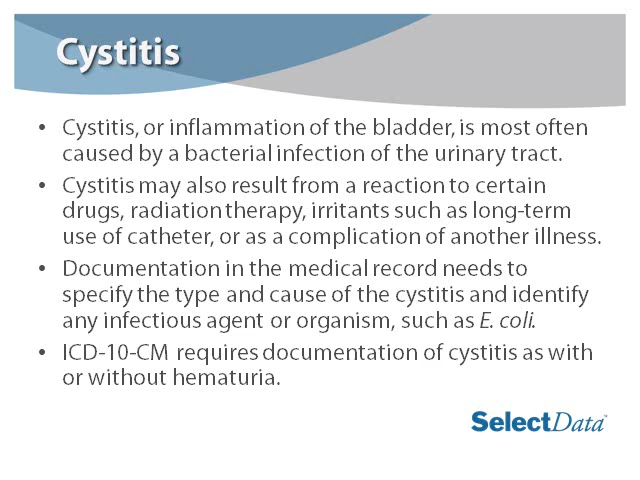 Cystitis
• Cystitis, or inflammation of the bladder, is most often
caused by a bacterial infection of the urinary tract.
• Cystitis may also result from a reaction to certain
drugs, radiation therapy, irritants such as long-term
use of catheter, or as a complication of another illness.
• Documentation in the medical record needs to
specify the type and cause of the cystitis and identify
any infectious agent or organism, such as E. coli.
• ICD-10-CM requires documentation of cystitis as with
or without hematuria.
SelectData™